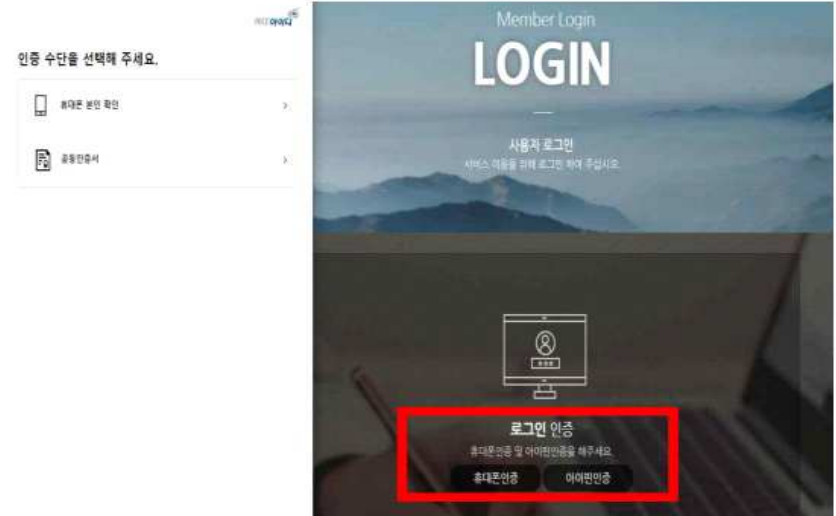 인증 수단을 선택해 주세요.
휴대폰 본인 확인
공동인증서
Member Login
LOGIN
사용자 로그인
서비스 이용을 위해 로그인 하여 주십시오.
로그인 인증
휴대폰인증 및 아이핀인증을 해주세요.
휴대폰인증
아이핀인증